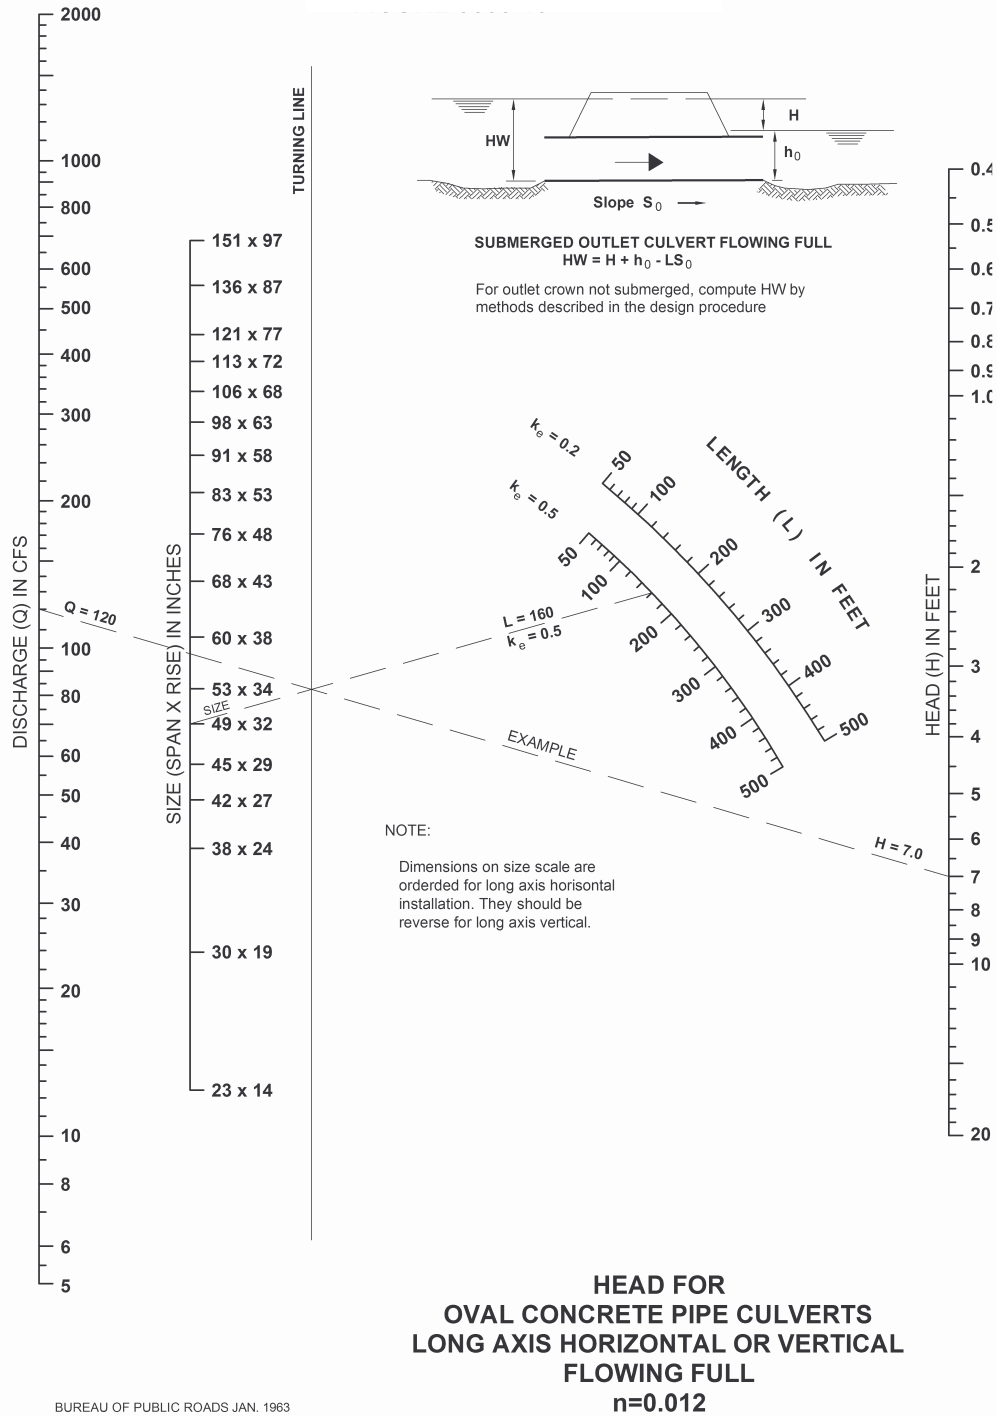 2000
1000
800
600
500
400
300
200
100
80
60
50
40
30
20
10
8
6
5
DISCHARGE (Q) IN CFS
Q = 120
SIZE (SPAN X RISE) IN INCHES
151 x 97
136 x 87
121 x 77
113 x 72
106 x 68
98 x 63
91 x 58
83 x 53
76 x 48
68 x 43
60 x 38
53 x 34
SIZE
49 x 32
45 x 29
42 x 27
38 x 24
30 x 19
23 x 14
TURNING LINE
HW
H
h0
Slope S0
SUBMERGED OUTLET CULVERT FLOWING FULL
HW = H + h0 - LS0
For outlet crown not submerged, compute HW by
methods described in the design procedure
ke = 0.2
50
100
200
300
400
500
ke = 0.5
50
100
200
300
400
500
LENGTH (L) IN FEET
L = 160
ke = 0.5
EXAMPLE
H = 7.0
HEAD (H) IN FEET
0.4
0.5
0.6
0.7
0.8
0.9
1.0
2
3
4
5
6
7
8
9
10
20
NOTE:
Dimensions on size scale are
orderded for long axis horisontal
installation. They should be
reverse for long axis vertical.
HEAD FOR
OVAL CONCRETE PIPE CULVERTS
LONG AXIS HORIZONTAL OR VERTICAL
FLOWING FULL
n=0.012
BUREAU OF PUBLIC ROADS JAN. 1963